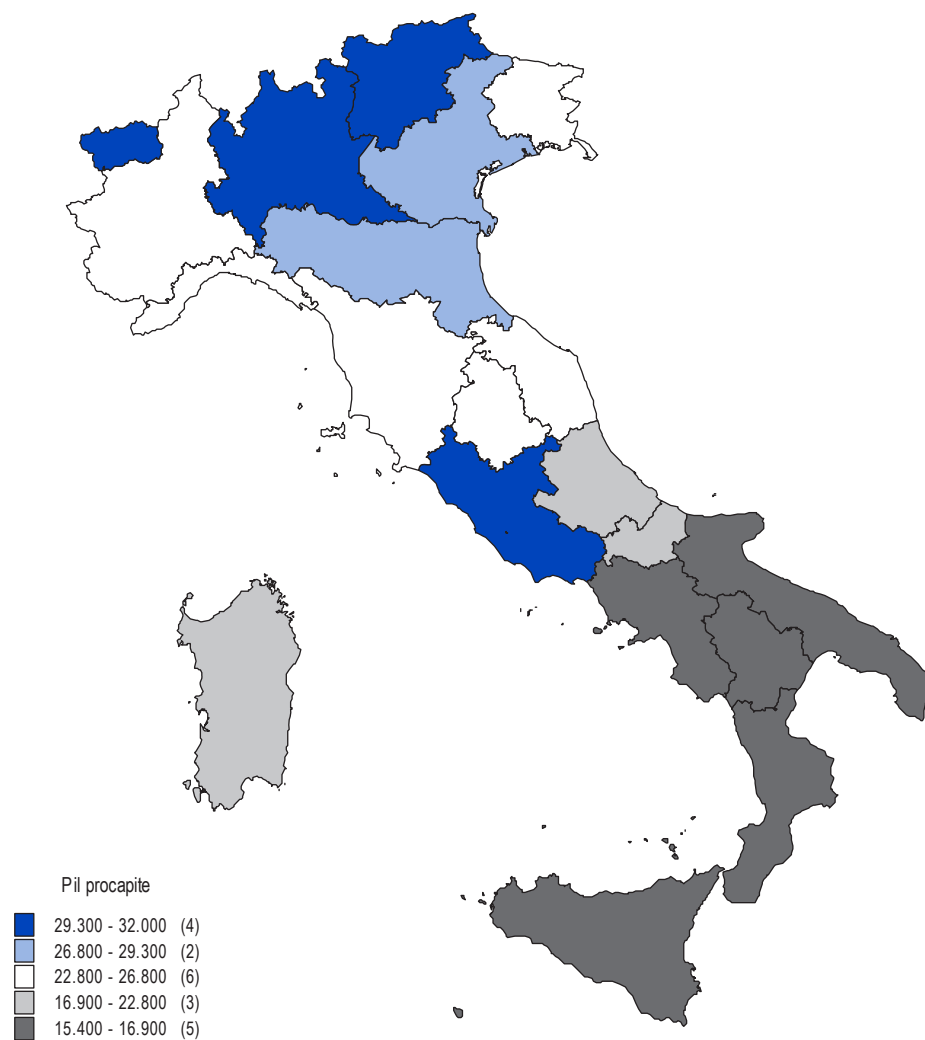 Pil procapite
29.300 - 32.000 (4)
26.800 - 29.300 (2)
22.800 - 26.800 (6)
16.900 - 22.800 (3)
15.400 - 16.900 (5)